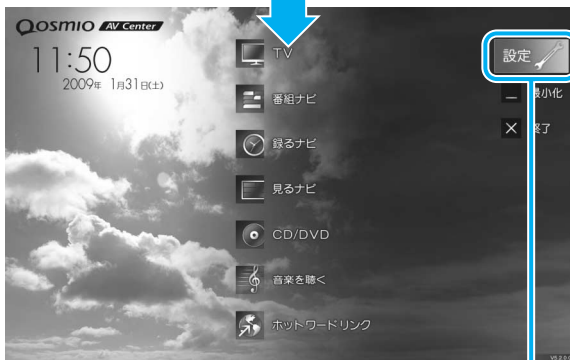 Qosmio AV Center
11:50
2009年 1月31日(土)
TV
番組ナビ
録るナビ
見るナビ
CD/DVD
音楽を聴く
ホットワードリンク
設定
最小化
終了